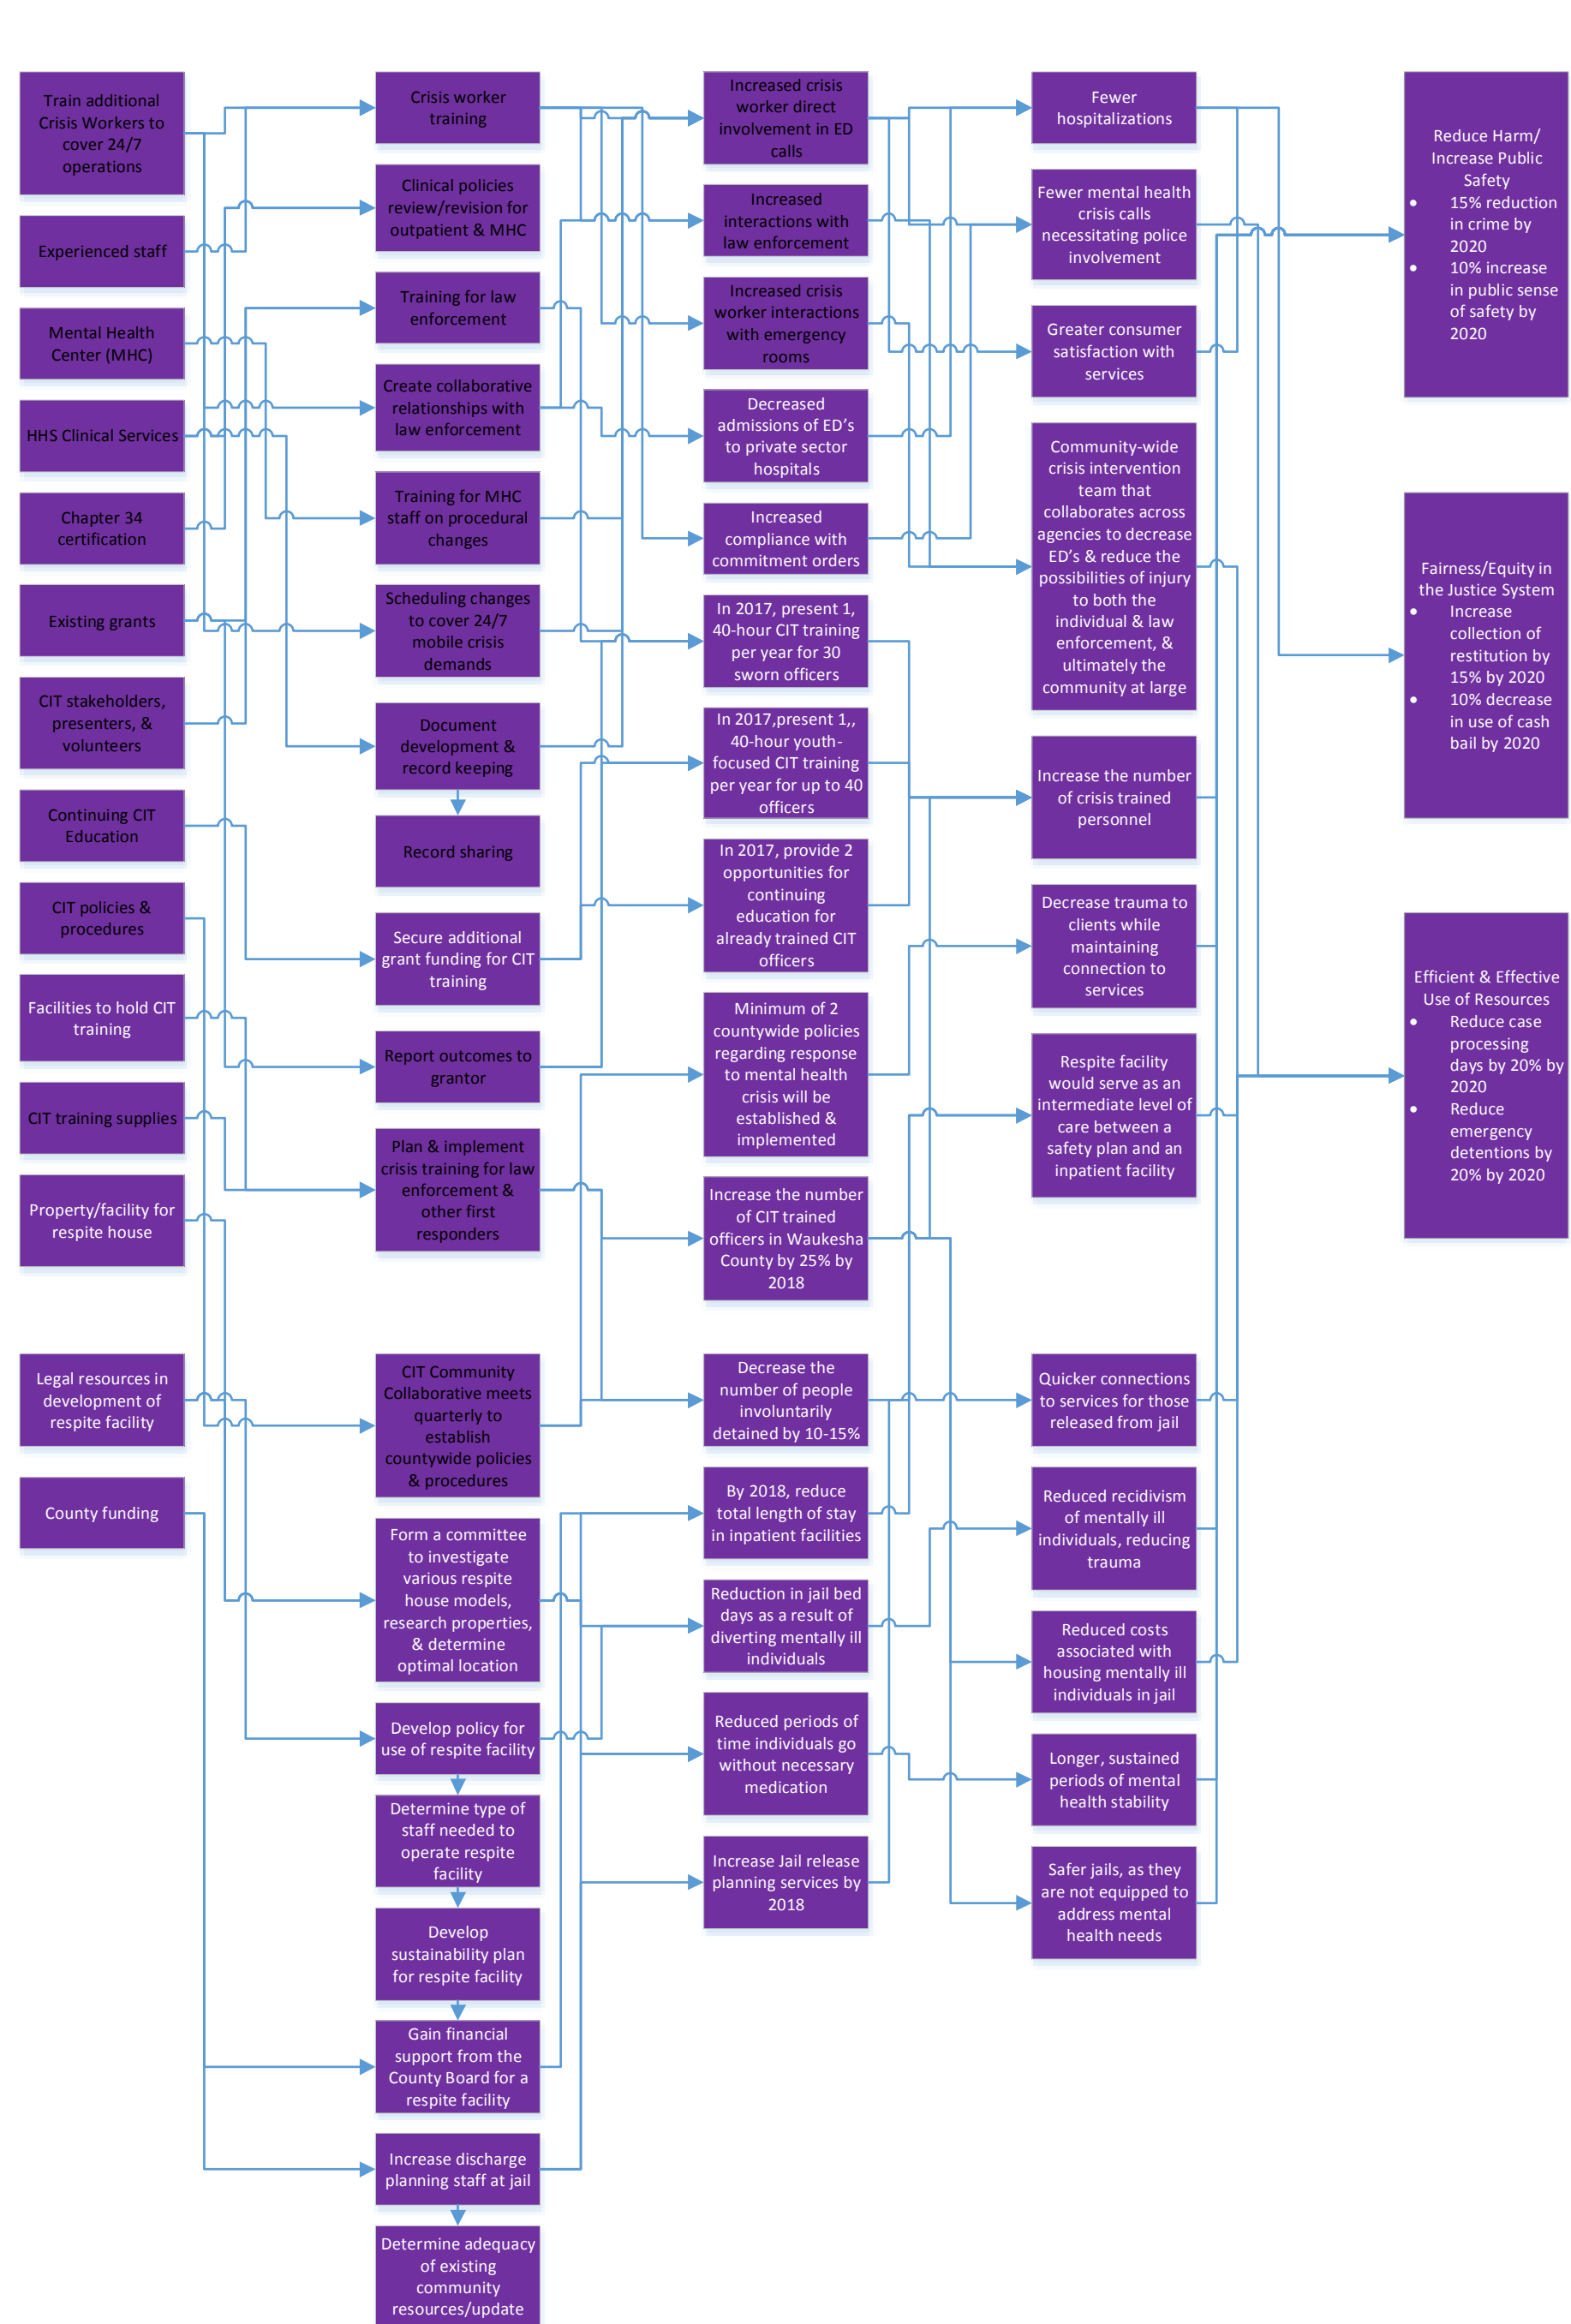 Train additional
Crisis Workers to
cover 24/7
operations
Experienced staff
Mental Health
Center (MHC)
HHS Clinical Services
Chapter 34
certification
Existing grants
CIT stakeholders,
presenters, &
volunteers
Continuing CIT
Education
CIT policies &
procedures
Facilities to hold CIT
training
CIT training supplies
Property/facility for
respite house
Legal resources in
development of
respite facility
County funding
Crisis worker
training
Clinical policies
review/revision for
outpatient & MHC
Training for law
enforcement
Create collaborative
relationships with
law enforcement
Training for MHC
staff on procedural
changes
Scheduling changes
to cover 24/7
mobile crisis
demands
Document
development &
record keeping
Record sharing
Secure additional
grant funding for CIT
training
Report outcomes to
grantor
Plan & implement
crisis training for law
enforcement &
other first
responders
CIT Community
Collaborative meets
quarterly to
establish
countywide policies
& procedures
Form a committee
to investigate
various respite
house models,
research properties,
& determine
optimal location
Develop policy for
use of respite facility
Determine type of
staff needed to
operate respite
facility
Develop
sustainability plan
for respite facility
Gain financial
support from the
County Board for a
respite facility
Increase discharge
planning staff at jail
Determine adequacy
of existing
community
resources/update
Increased crisis
worker direct
involvement in ED
calls
Increased
interactions with
law enforcement
Increased crisis
worker interactions
with emergency
rooms
Decreased
admissions of ED's
to private sector
hospitals
Increased
compliance with
commitment orders
In 2017, present 1,
40-hour CIT training
per year for 30
sworn officers
In 2017,present 1,,
40-hour youth-
focused CIT training
per year for up to 40
officers
In 2017, provide 2
opportunities for
continuing
education for
already trained CIT
officers
Minimum of 2
countywide policies
regarding response
to mental health
crisis will be
established &
implemented
Increase the number
of CIT trained
officers in Waukesha
County by 25% by
2018
Decrease the
number of people
involuntarily
detained by 10-15%
By 2018, reduce
total length of stay
in inpatient facilities
Reduction in jail bed
days as a result of
diverting mentally ill
individuals
Reduced periods of
time individuals go
without necessary
medication
Increase Jail release
planning services by
2018
Fewer
hospitalizations
Fewer mental health
crisis calls
necessitating police
involvement
Greater consumer
satisfaction with
services
Community-wide
crisis intervention
team that
collaborates across
agencies to decrease
ED's & reduce the
possibilities of injury
to both the
individual & law
enforcement, &
ultimately the
community at large
Increase the number
of crisis trained
personnel
Decrease trauma to
clients while
maintaining
connection to
services
Respite facility
would serve as an
intermediate level of
care between a
safety plan and an
inpatient facility
Quicker connections
to services for those
released from jail
Reduced recidivism
of mentally ill
individuals, reducing
trauma
Reduced costs
associated with
housing mentally ill
individuals in jail
Longer, sustained
periods of mental
health stability
Safer jails, as they
are not equipped to
address mental
health needs
Reduce Harm/
Increase Public
Safety
• 15% reduction
in crime by
2020
• 10% increase
in public sense
of safety by
2020
Fairness/Equity in
the Justice System
• Increase
collection of
restitution by
15% by 2020
• 10% decrease
in use of cash
bail by 2020
Efficient & Effective
Use of Resources
• Reduce case
processing
days by 20% by
2020
• Reduce
emergency
detentions by
20% by 2020